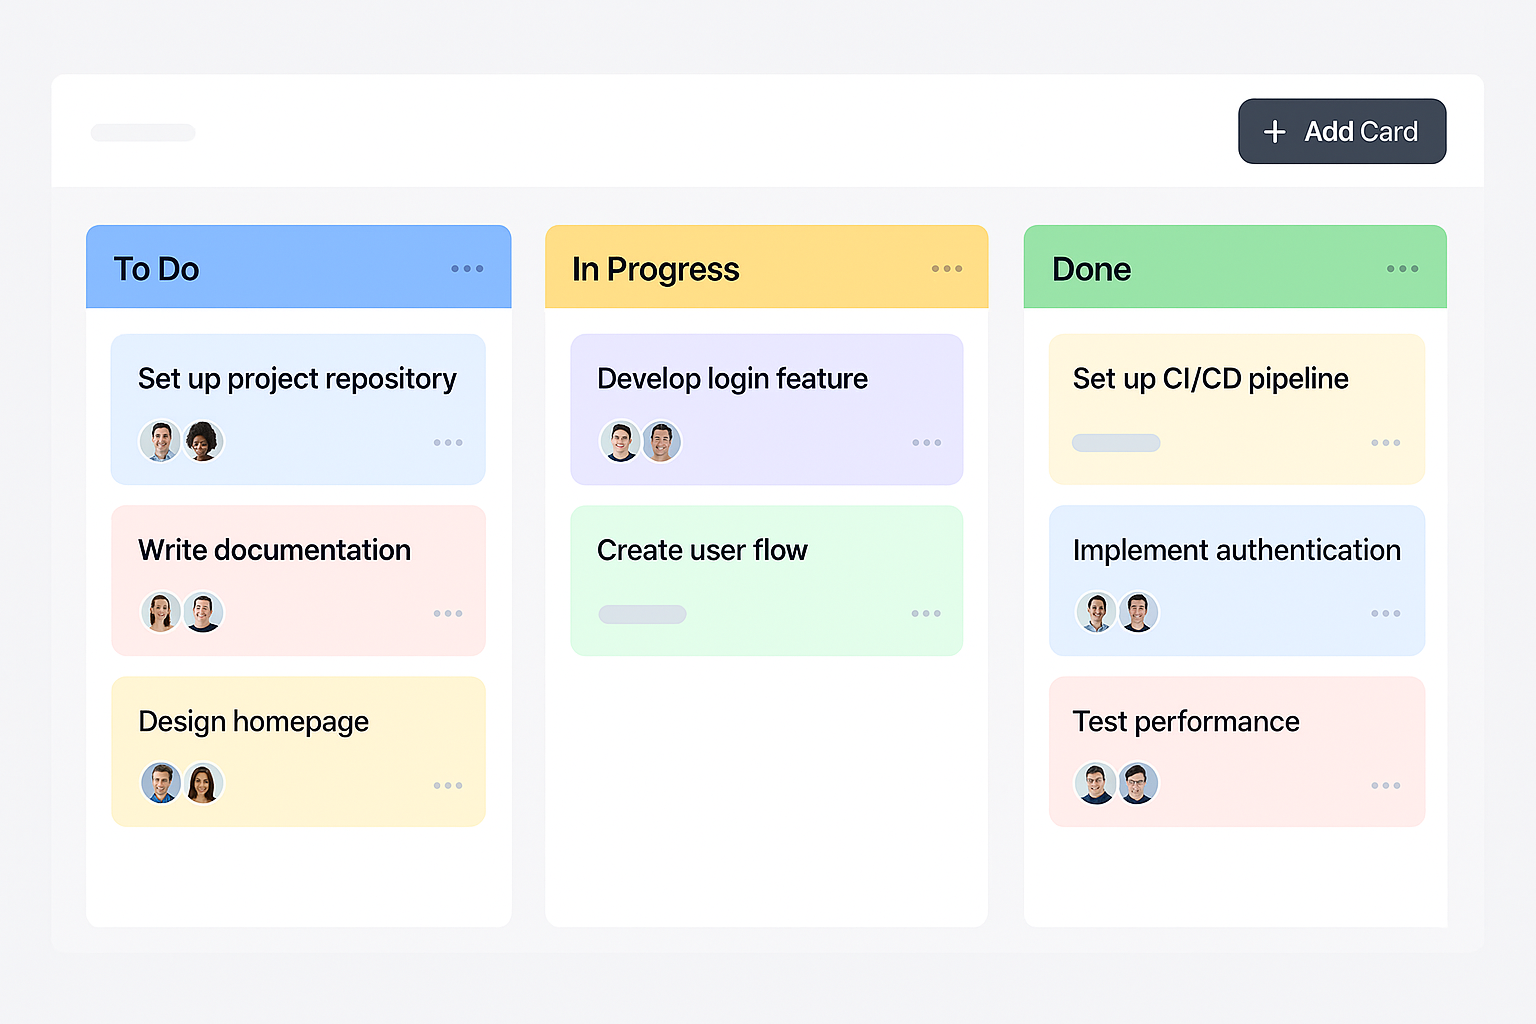 + Add Card
To Do
Set up project repository
Write documentation
Design homepage
In Progress
Develop login feature
Create user flow
Done
Set up CI/CD pipeline
Implement authentication
Test performance